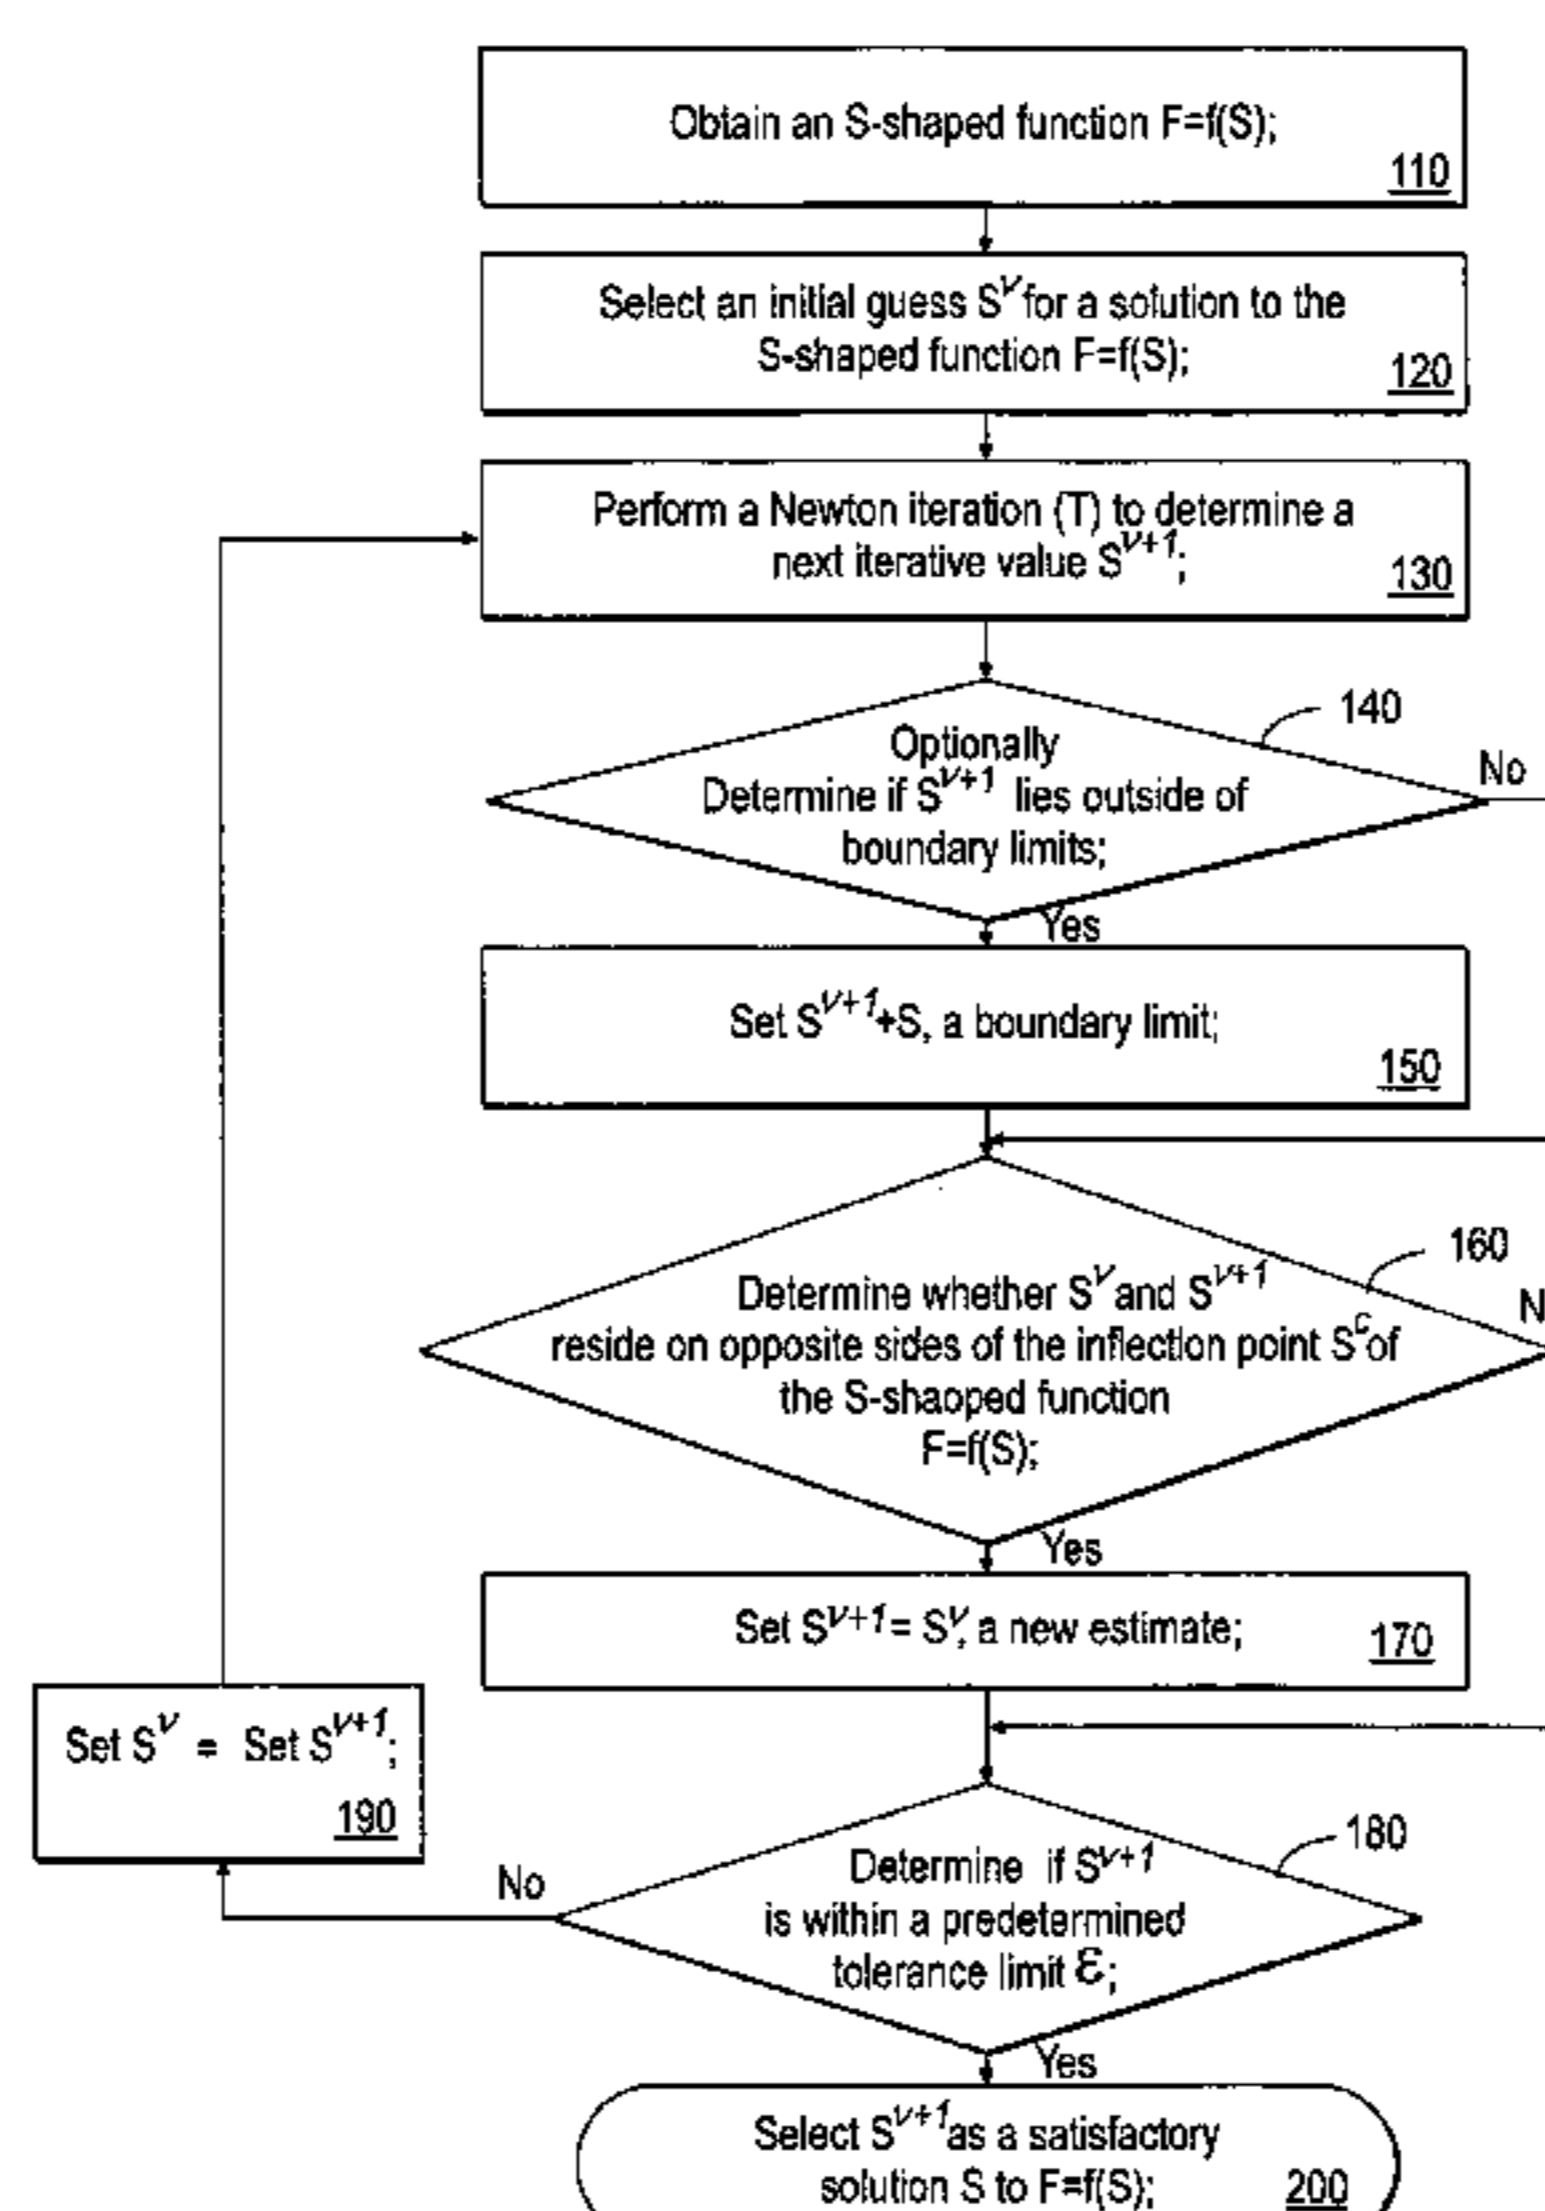 Obtain an S-shaped function F=f(S);
110
Select an initial guess S^ν for a solution to the
S-shaped function F=f(S);
120
Perform a Newton iteration (T) to determine a
next iterative value S^ν+1;
130
140
Optionally
Determine if S^ν+1 lies outside of
boundary limits;
No
Yes
Set S^ν+1+S, a boundary limit;
150
160
Determine whether S^ν and S^ν+1
reside on opposite sides of the inflection point S^c of
the S-shaoped function
F=f(S);
Yes
Set S^ν+1= S^ν, a new estimate;
170
Set S^ν = Set S^ν+1;
190
180
Determine if S^ν+1
is within a predetermined
tolerance limit ε;
No
Yes
Select S^ν+1 as a satisfactory
solution S to F=f(S);
200